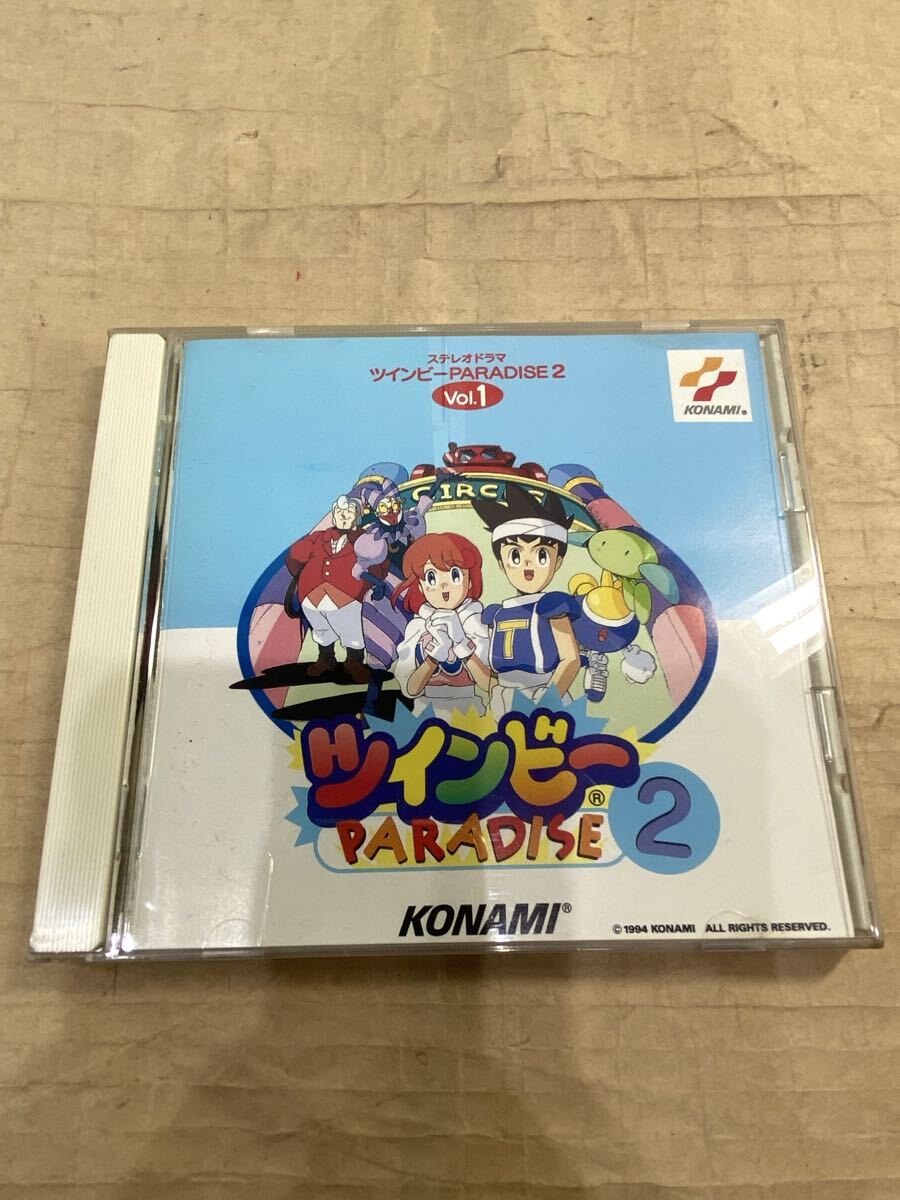 ステレオドラマ
ツインビーPARADISE2
Vol.1
KONAMI®
CIRC
T
ツインビー®
PARADISE 2
KONAMI®
©1994 KONAMI ALL RIGHTS RESERVED.